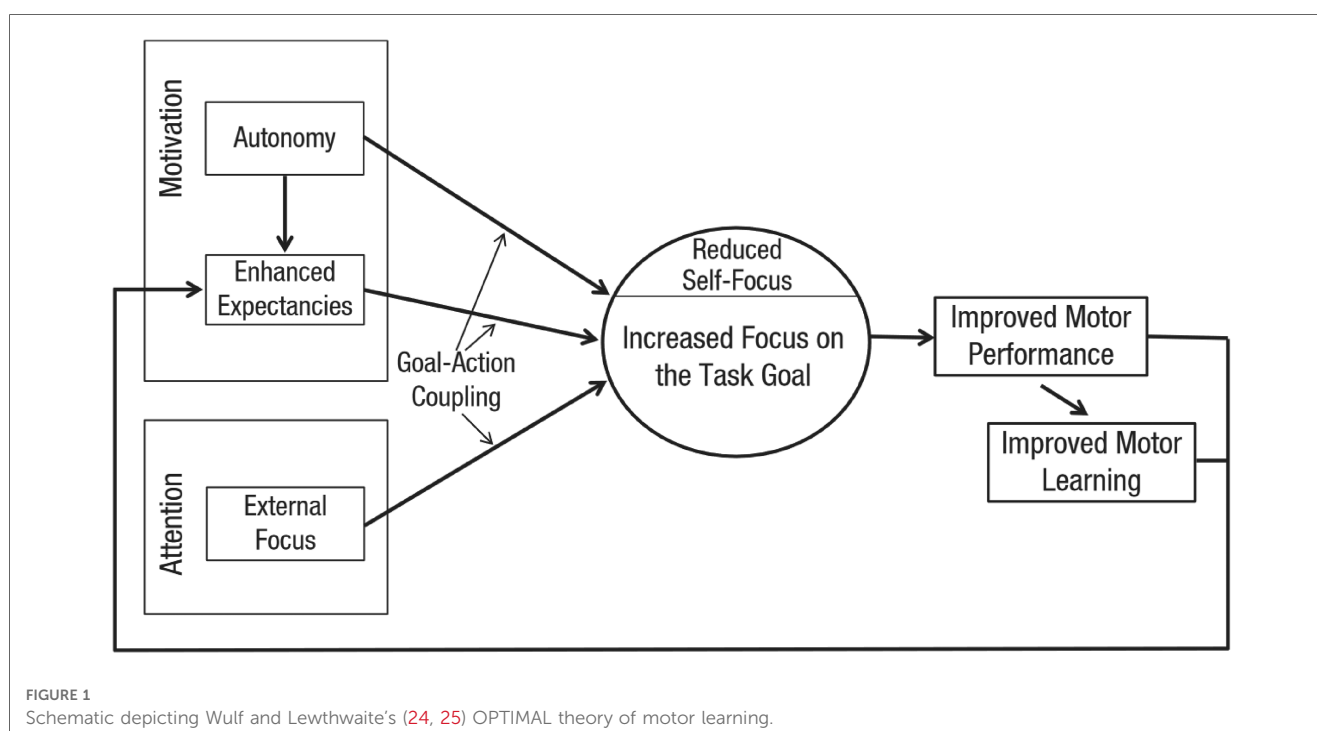 Motivation
Autonomy
Enhanced
Expectancies
Goal-Action
Coupling
Attention
External
Focus
Reduced
Self-Focus
Increased Focus on
the Task Goal
Improved Motor
Performance
Improved Motor
Learning
FIGURE 1
Schematic depicting Wulf and Lewthwaite's (24, 25) OPTIMAL theory of motor learning.